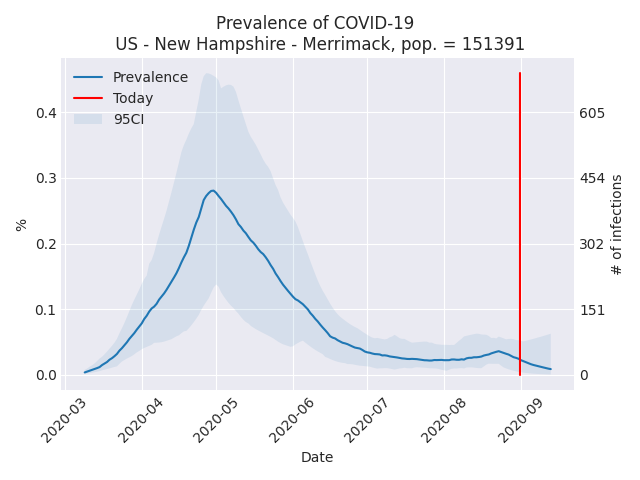 Prevalence of COVID-19
US - New Hampshire - Merrimack, pop. = 151391
Prevalence
Today
95CI
0.4
0.3
0.2
0.1
0.0
%
605
454
302
151
0
# of infections
2020-03
2020-04
2020-05
2020-06
2020-07
2020-08
2020-09
Date